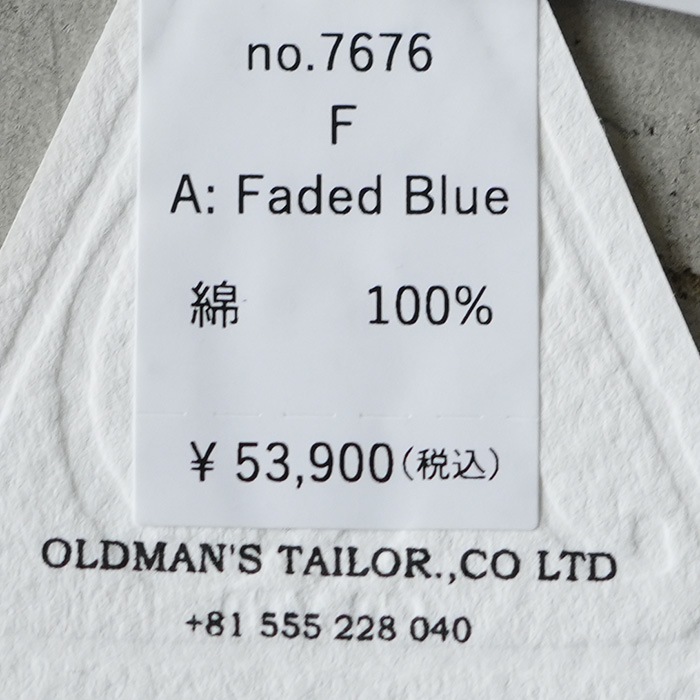 no.7676
F
A: Faded Blue
綿 100%
¥ 53,900(税込)
OLDMAN'S TAILOR.,CO LTD
+81 555 228 040